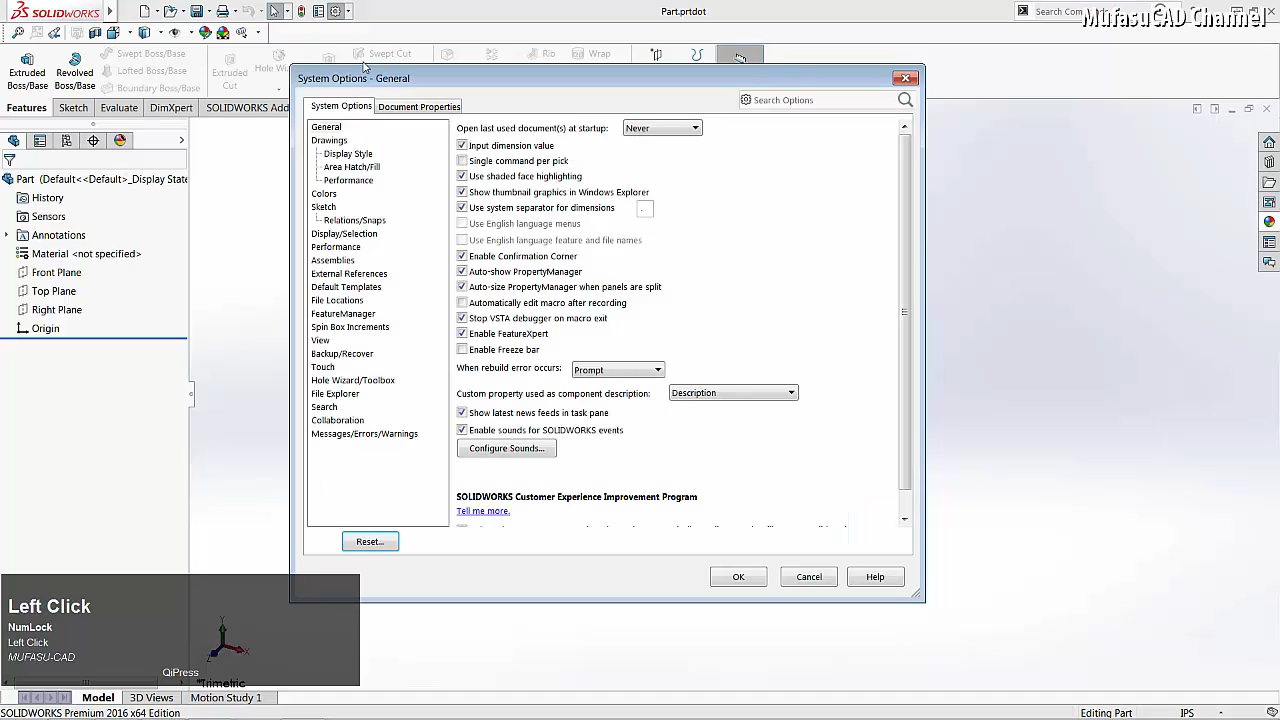 SOLIDWORKS
Part.prtdot
Search Com
MufasuCAD Channel
Extruded
Boss/Base
Revolved
Boss/Base
Swept Boss/Base
Lofted Boss/Base
Boundary Boss/Base
Extruded
Cut
Hole Wiz
Swept Cut
Rib
Wrap
Features
Sketch
Evaluate
DimXpert
SOLIDWORKS Add
Part (Default<<Default>_Display State
History
Sensors
Annotations
Material <not specified>
Front Plane
Top Plane
Right Plane
Origin
System Options - General
System Options
Document Properties
Search Options
General
Drawings
Display Style
Area Hatch/Fill
Performance
Colors
Sketch
Relations/Snaps
Display/Selection
Performance
Assemblies
External References
Default Templates
File Locations
FeatureManager
Spin Box Increments
View
Backup/Recover
Touch
Hole Wizard/Toolbox
File Explorer
Search
Collaboration
Messages/Errors/Warnings
Reset...
Open last used document(s) at startup:
Never
Input dimension value
Single command per pick
Use shaded face highlighting
Show thumbnail graphics in Windows Explorer
Use system separator for dimensions
.
Use English language menus
Use English language feature and file names
Enable Confirmation Corner
Auto-show PropertyManager
Auto-size PropertyManager when panels are split
Automatically edit macro after recording
Stop VSTA debugger on macro exit
Enable FeatureXpert
Enable Freeze bar
When rebuild error occurs:
Prompt
Custom property used as component description:
Description
Show latest news feeds in task pane
Enable sounds for SOLIDWORKS events
Configure Sounds...
SOLIDWORKS Customer Experience Improvement Program
Tell me more.
OK
Cancel
Help
Left Click
NumLock
Left Click
MUFASU-CAD
QiPress
Y
X
Z
*Trimetric
Model
3D Views
Motion Study 1
SOLIDWORKS Premium 2016 x64 Edition
Editing Part
IPS
-